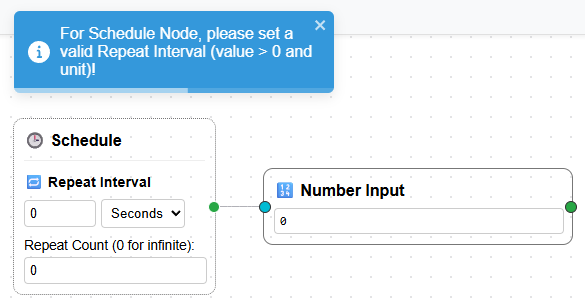 For Schedule Node, please set a
valid Repeat Interval (value > 0 and
unit)!
Schedule
Repeat Interval
0 Seconds
Repeat Count (0 for infinite):
0
Number Input
0